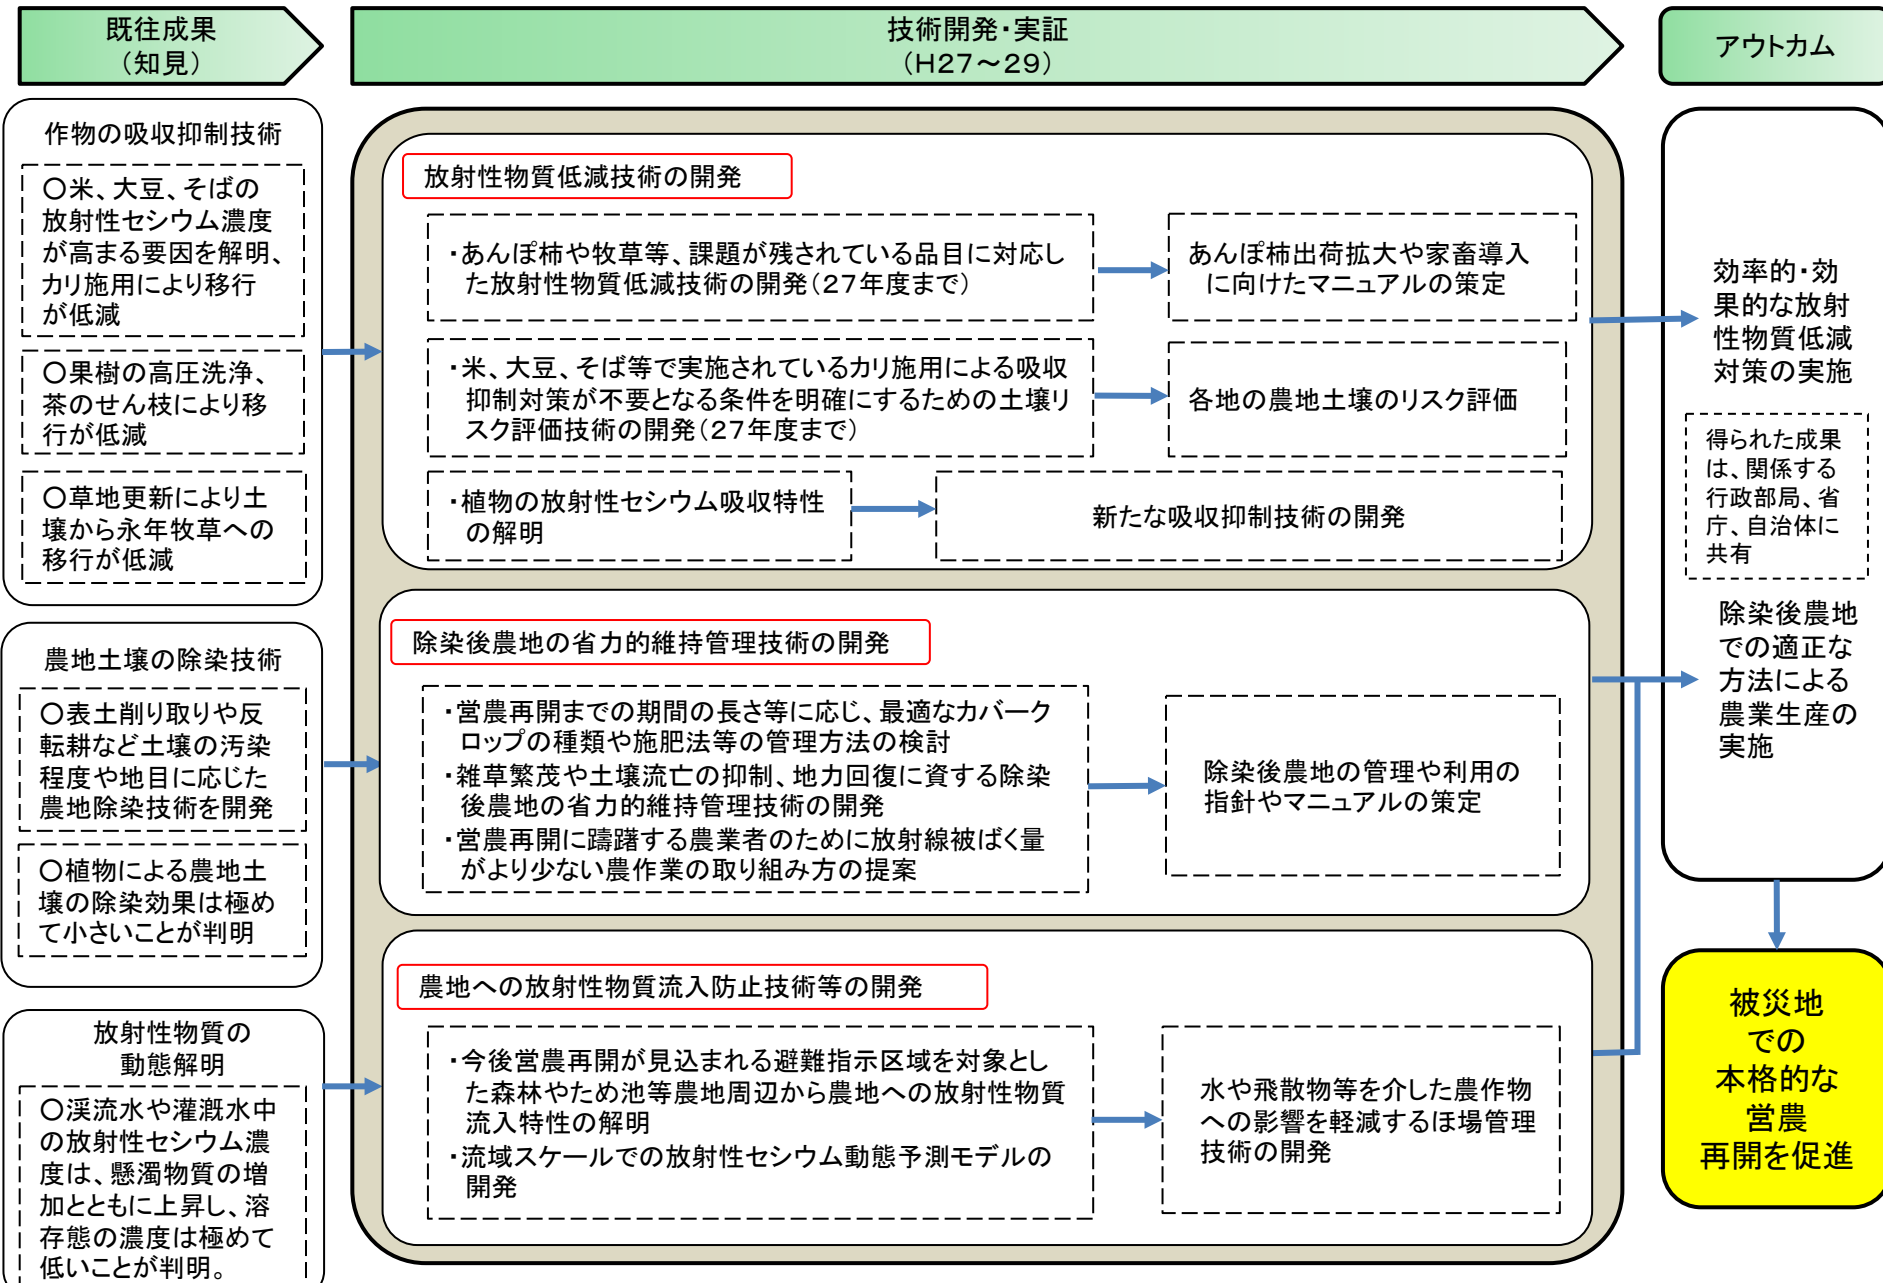 既往成果
（知見）
技術開発・実証
（H27～29）
アウトカム
作物の吸収抑制技術
○米、大豆、そばの
放射性セシウム濃度
が高まる要因を解明、
カリ施用により移行
が低減
○果樹の高圧洗浄、
茶のせん枝により移
行が低減
○草地更新により土
壌から永年牧草への
移行が低減
農地土壌の除染技術
○表土削り取りや反
転耕など土壌の汚染
程度や地目に応じた
農地除染技術を開発
○植物による農地土
壌の除染効果は極め
て小さいことが判明
放射性物質の
動態解明
○渓流水や灌漑水中
の放射性セシウム濃
度は、懸濁物質の増
加とともに上昇し、溶
存態の濃度は極めて
低いことが判明。
放射性物質低減技術の開発
・あんぽ柿や牧草等、課題が残されている品目に対応し
た放射性物質低減技術の開発（27年度まで）
あんぽ柿出荷拡大や家畜導入
に向けたマニュアルの策定
・米、大豆、そば等で実施されているカリ施用による吸収
抑制対策が不要となる条件を明確にするための土壌リ
スク評価技術の開発（27年度まで）
各地の農地土壌のリスク評価
・植物の放射性セシウム吸収特性
の解明
新たな吸収抑制技術の開発
除染後農地の省力的維持管理技術の開発
・営農再開までの期間の長さ等に応じ、最適なカバーク
ロップの種類や施肥法等の管理方法の検討
・雑草繁茂や土壌流亡の抑制、地力回復に資する除染
後農地の省力的維持管理技術の開発
・営農再開に躊躇する農業者のために放射線被ばく量
がより少ない農作業の取り組み方の提案
除染後農地の管理や利用の
指針やマニュアルの策定
農地への放射性物質流入防止技術等の開発
・今後営農再開が見込まれる避難指示区域を対象とし
た森林やため池等農地周辺から農地への放射性物質
流入特性の解明
・流域スケールでの放射性セシウム動態予測モデルの
開発
水や飛散物等を介した農作物
への影響を軽減するほ場管理
技術の開発
効率的・効
果的な放射
性物質低減
対策の実施
得られた成果
は、関係する
行政部局、省
庁、自治体に
共有
除染後農地
での適正な
方法による
農業生産の
実施
被災地
での
本格的な
営農
再開を促進